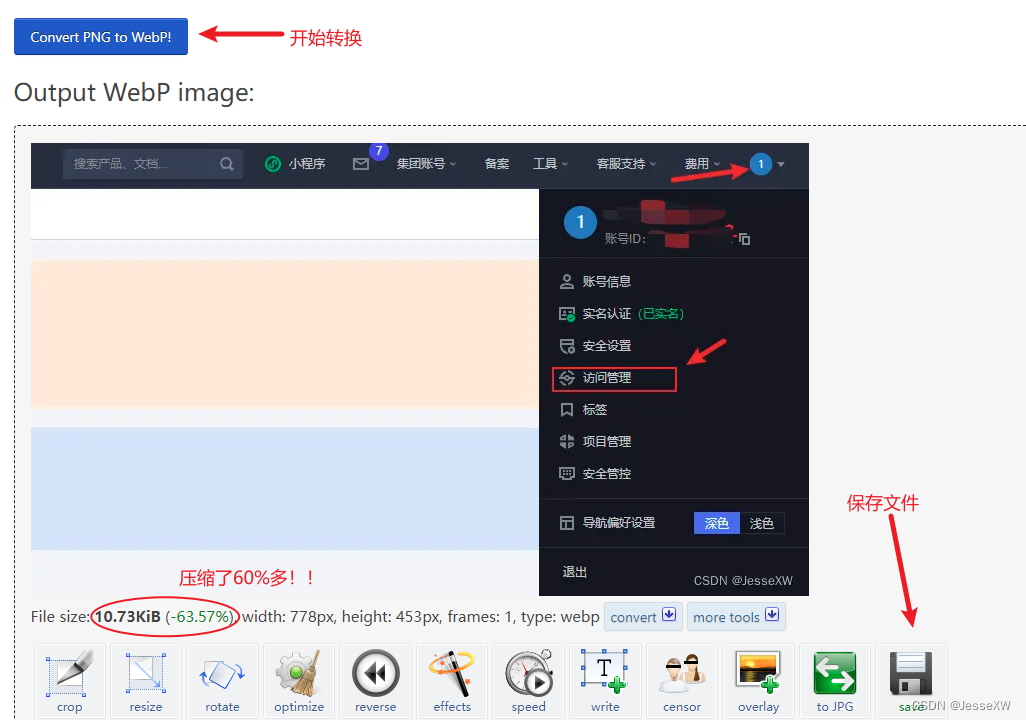 Convert PNG to WebP!
开始转换
Output WebP image:
搜索产品、文档... 小程序 7 集团账号 备案 工具 客服支持 费用 1
1
账号ID:
账号信息
实名认证 (已实名)
安全设置
访问管理
标签
项目管理
安全管控
保存文件
导航偏好设置 深色 浅色
退出
压缩了60%多！！
CSDN @JesseXW
File size: 10.73KiB (-63.57%), width: 778px, height: 453px, frames: 1, type: webp convert more tools
T
crop resize rotate optimize reverse effects speed write censor overlay to JPG save
CSDN @JesseXW